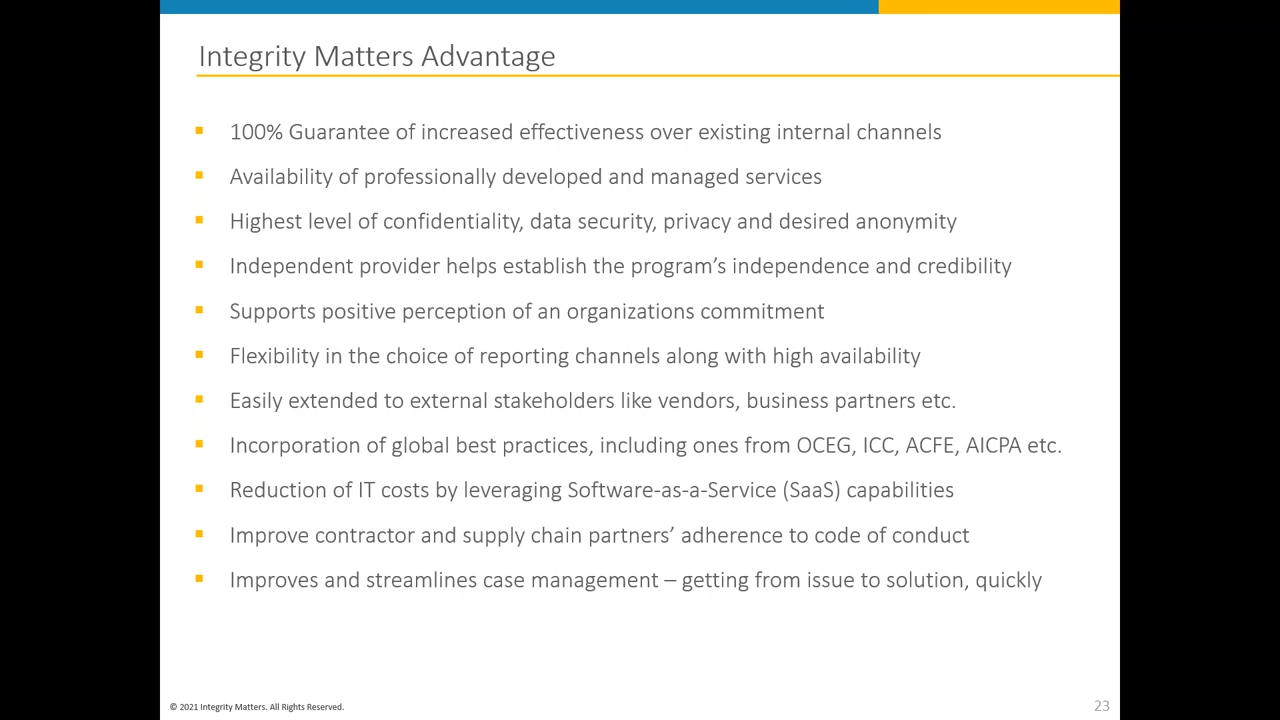 Integrity Matters Advantage
100% Guarantee of increased effectiveness over existing internal channels
Availability of professionally developed and managed services
Highest level of confidentiality, data security, privacy and desired anonymity
Independent provider helps establish the program’s independence and credibility
Supports positive perception of an organizations commitment
Flexibility in the choice of reporting channels along with high availability
Easily extended to external stakeholders like vendors, business partners etc.
Incorporation of global best practices, including ones from OCEG, ICC, ACFE, AICPA etc.
Reduction of IT costs by leveraging Software-as-a-Service (SaaS) capabilities
Improve contractor and supply chain partners’ adherence to code of conduct
Improves and streamlines case management – getting from issue to solution, quickly
© 2021 Integrity Matters. All Rights Reserved.
23